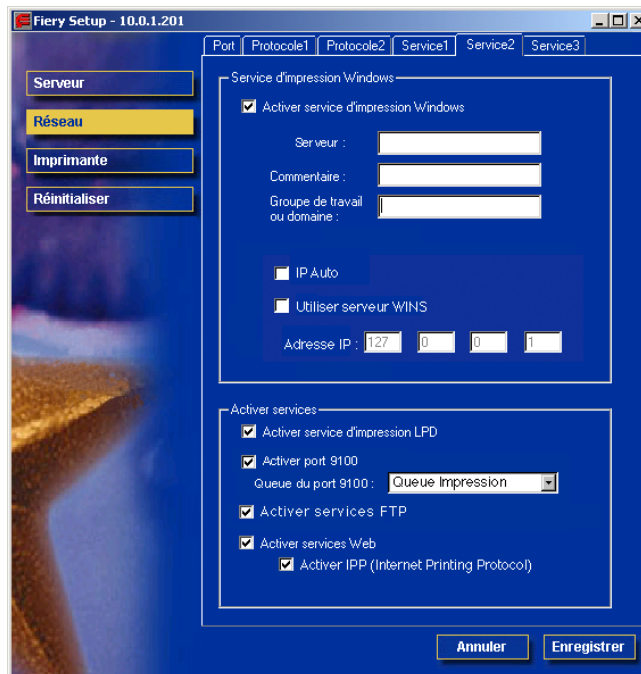 Fiery Setup - 10.0.1.201
Port Protocole1 Protocole2 Service1 Service2 Service3
Serveur
Réseau
Imprimante
Réinitialiser
Service d'impression Windows
Activer service d'impression Windows
Serveur :
Commentaire :
Groupe de travail
ou domaine :
IP Auto
Utiliser serveur WINS
Adresse IP : 127 0 0 1
Activer services
Activer service d'impression LPD
Activer port 9100
Queue du port 9100 : Queue Impression
Activer services FTP
Activer services Web
Activer IPP (Internet Printing Protocol)
Annuler Enregistrer